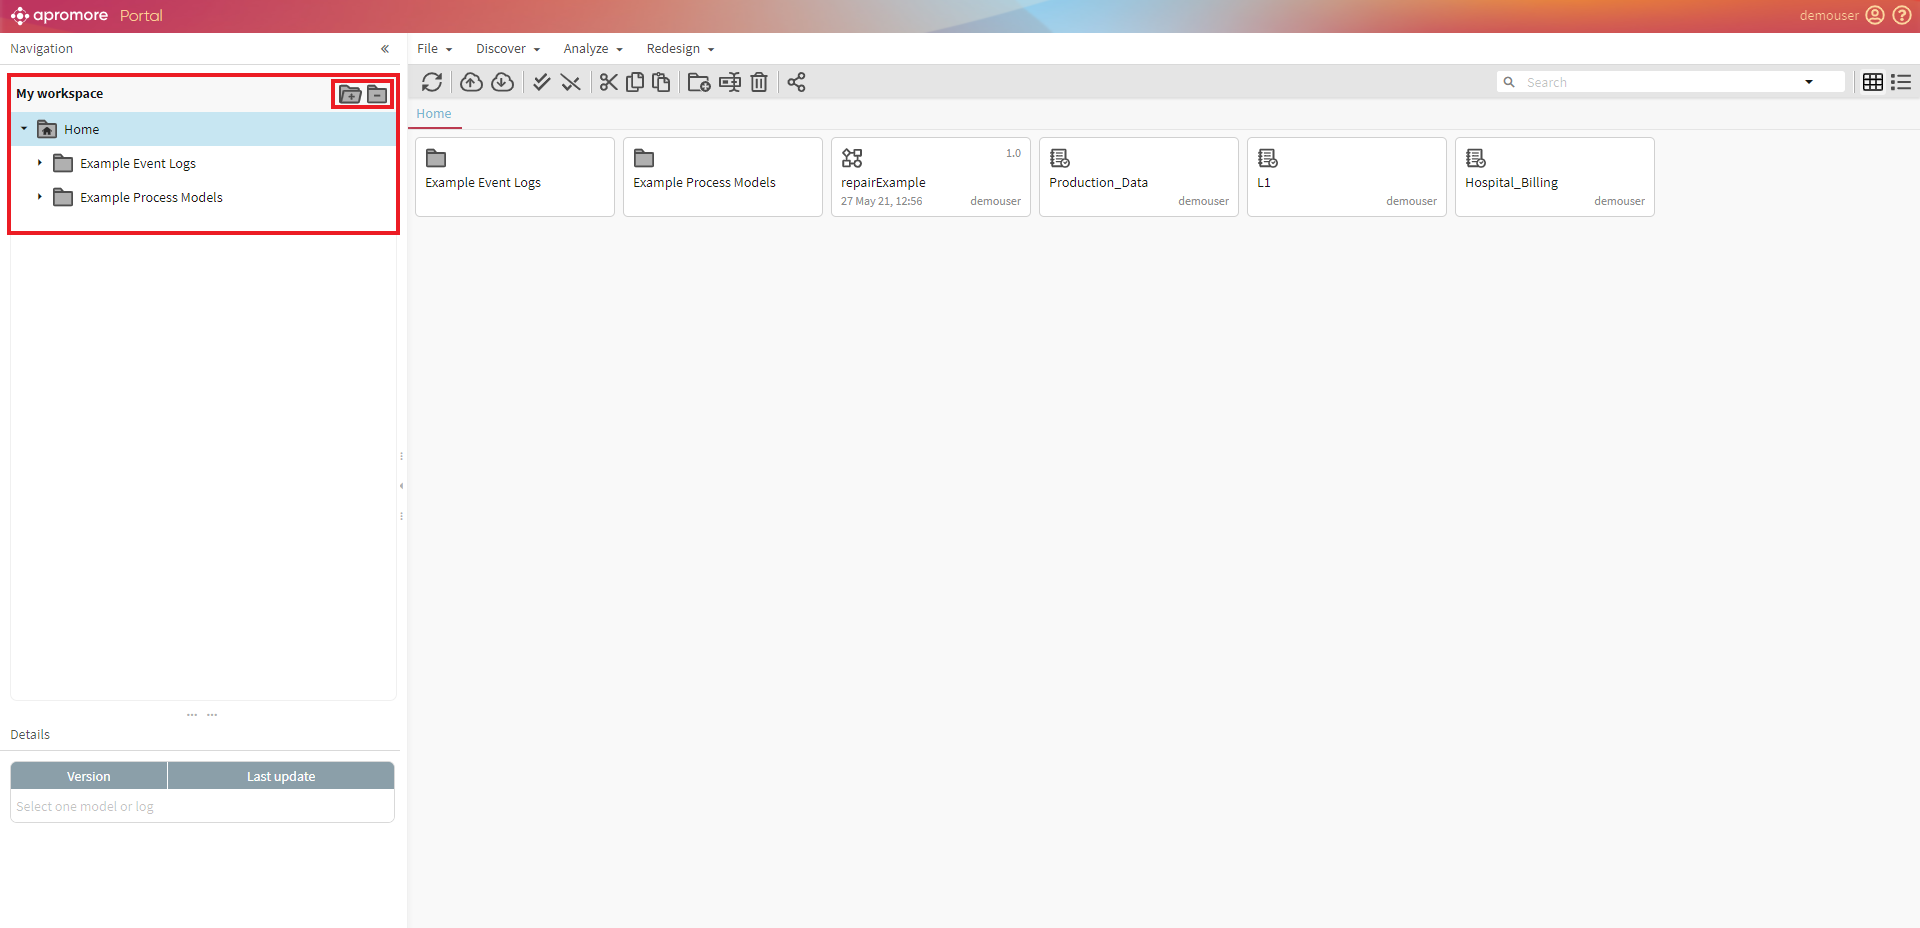 apromore Portal
demouser
Navigation
File Discover Analyze Redesign
My workspace
Search
Home
Example Event Logs
Example Process Models
Home
Example Event Logs
Example Process Models
1.0
repairExample
27 May 21, 12:56 demouser
Production_Data
demouser
L1
demouser
Hospital_Billing
demouser
Details
Version Last update
Select one model or log